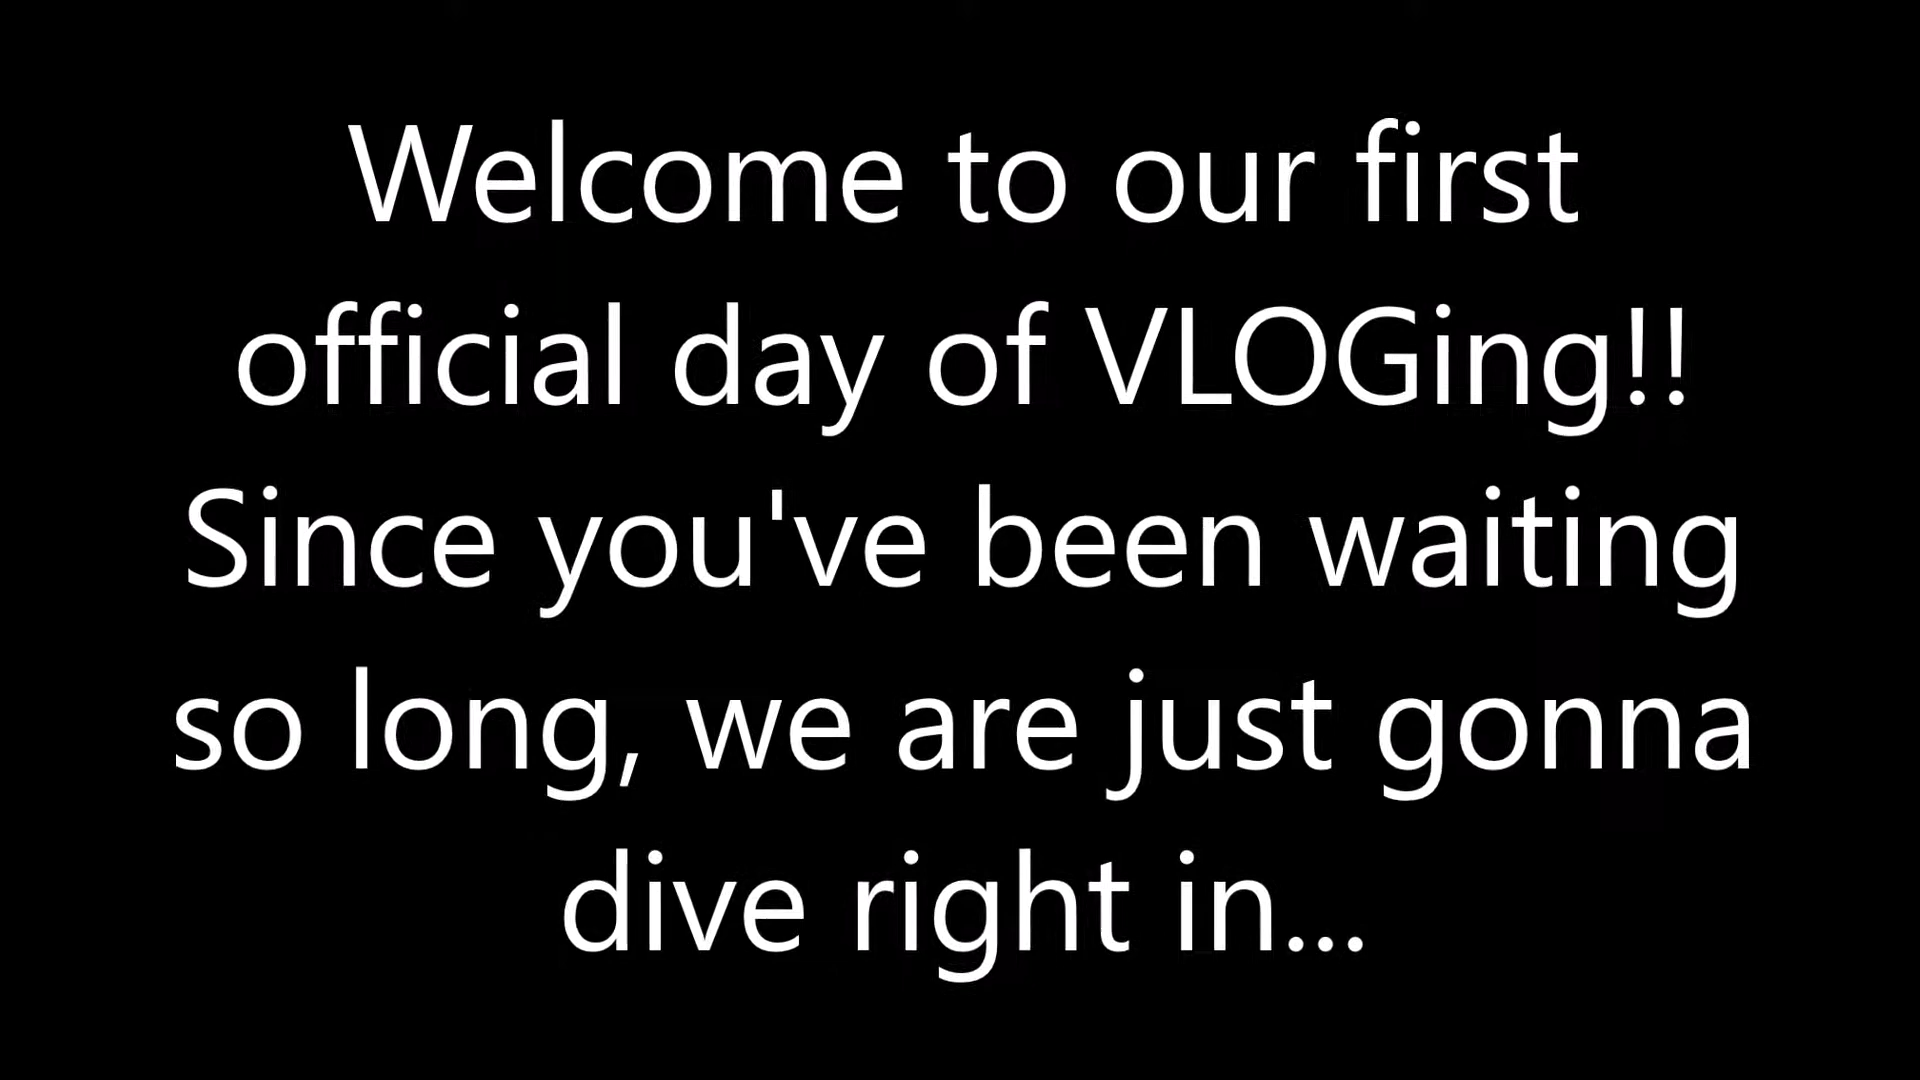 Welcome to our first
official day of VLOGing!!
Since you've been waiting
so long, we are just gonna
dive right in...